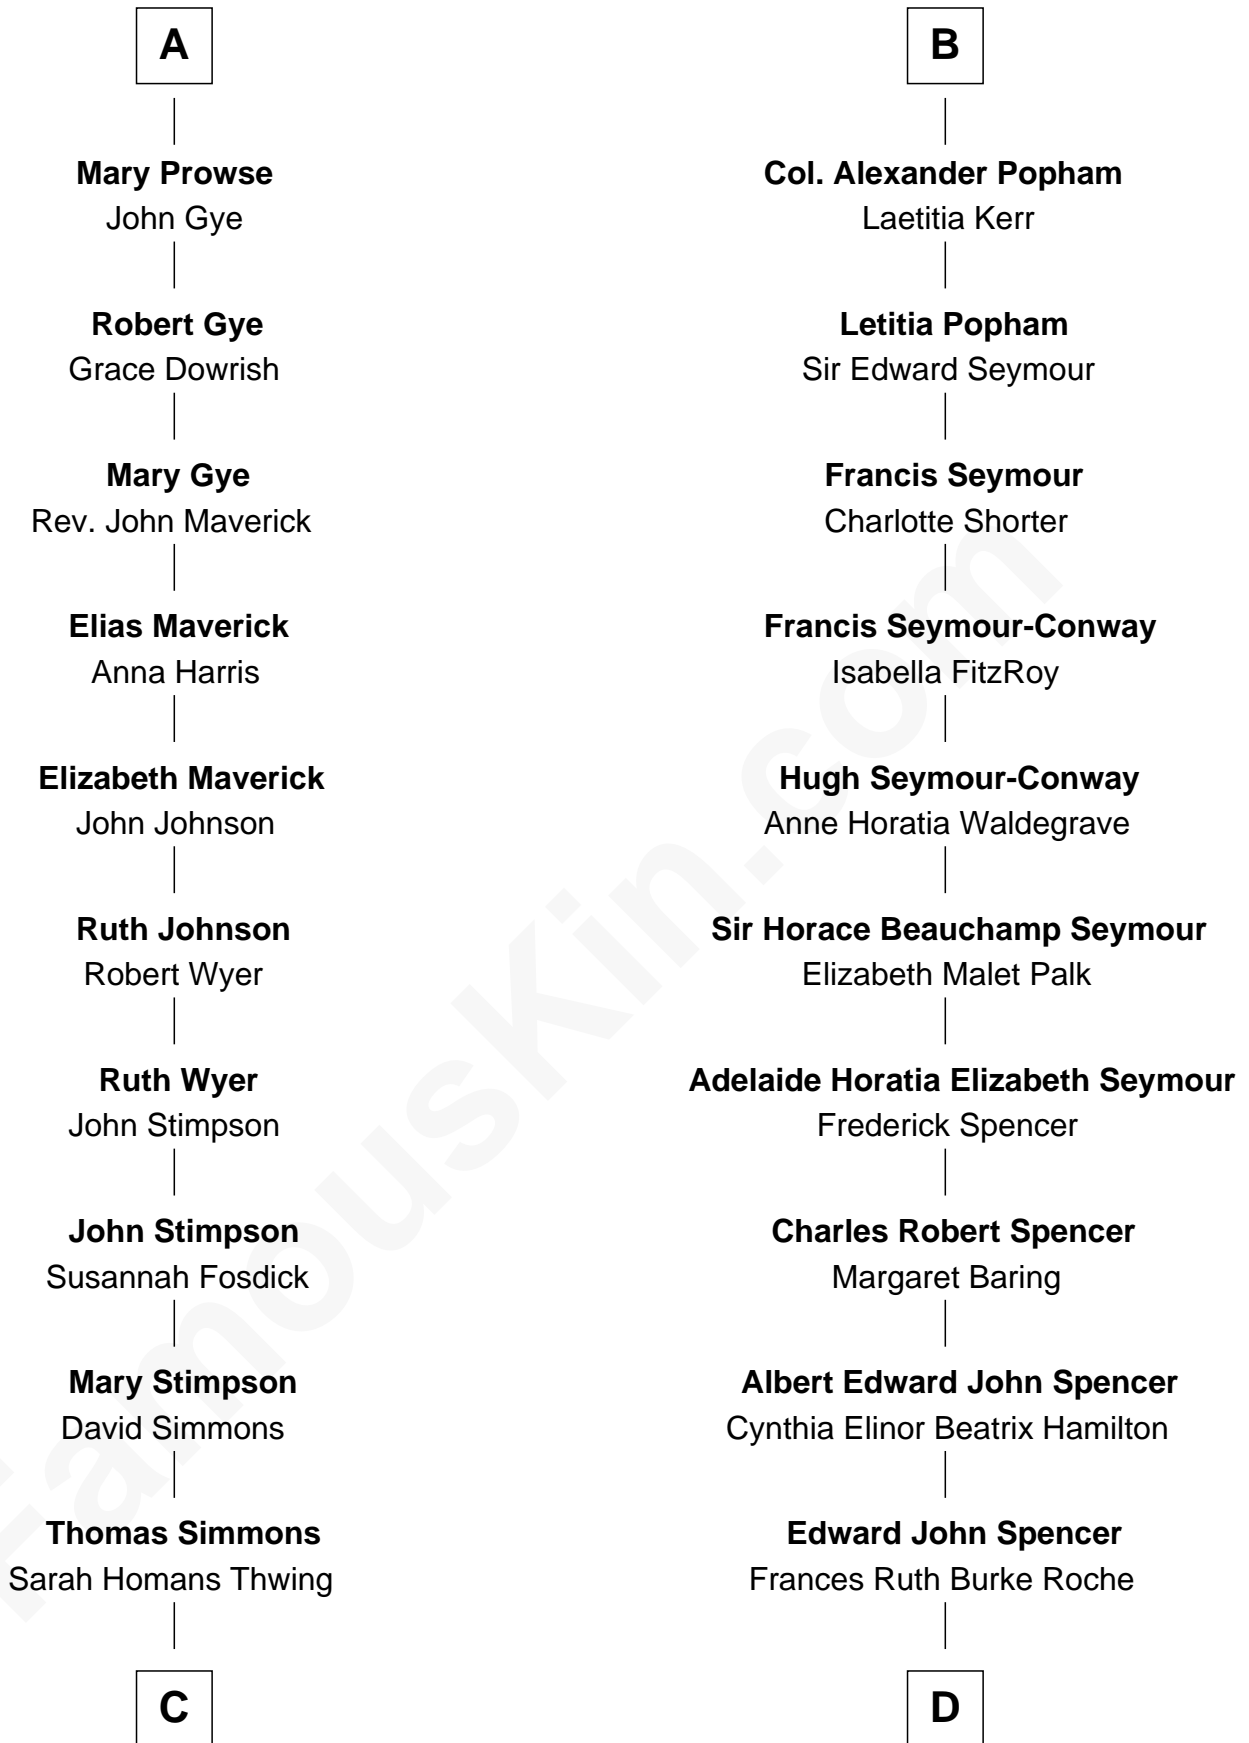 A
Mary Prowse
John Gye
Robert Gye
Grace Dowrish
Mary Gye
Rev. John Maverick
Elias Maverick
Anna Harris
Elizabeth Maverick
John Johnson
Ruth Johnson
Robert Wyer
Ruth Wyer
John Stimpson
John Stimpson
Susannah Fosdick
Mary Stimpson
David Simmons
Thomas Simmons
Sarah Homans Thwing
C
B
Col. Alexander Popham
Laetitia Kerr
Letitia Popham
Sir Edward Seymour
Francis Seymour
Charlotte Shorter
Francis Seymour-Conway
Isabella FitzRoy
Hugh Seymour-Conway
Anne Horatia Waldegrave
Sir Horace Beauchamp Seymour
Elizabeth Malet Palk
Adelaide Horatia Elizabeth Seymour
Frederick Spencer
Charles Robert Spencer
Margaret Baring
Albert Edward John Spencer
Cynthia Elinor Beatrix Hamilton
Edward John Spencer
Frances Ruth Burke Roche
D
FamousKin.com